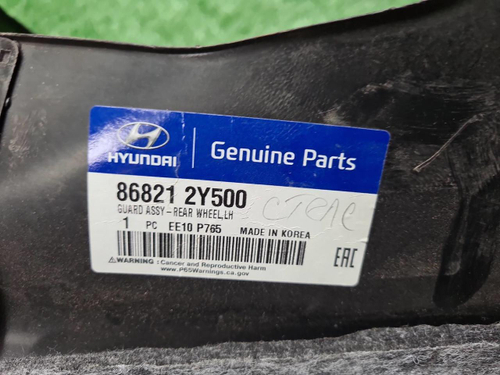 HYUNDAI
Genuine Parts
86821 2Y500
GUARD ASSY-REAR WHEEL,LH
1 PC EE10 P765 MADE IN KOREA
Cancer and Reproductive Harm
www.P65Warnings.ca.gov
EAC